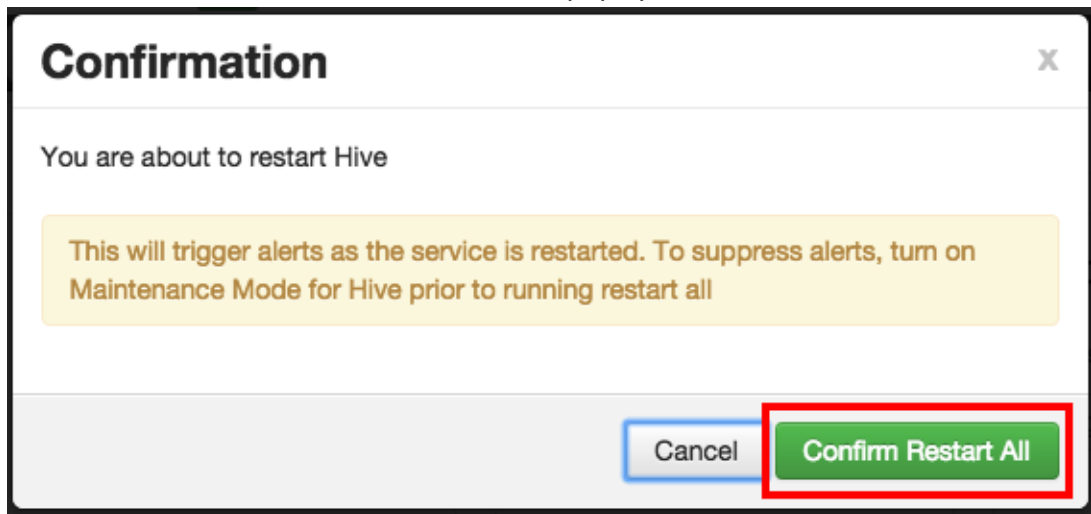 Confirmation
x
You are about to restart Hive
This will trigger alerts as the service is restarted. To suppress alerts, turn on
Maintenance Mode for Hive prior to running restart all
Cancel
Confirm Restart All